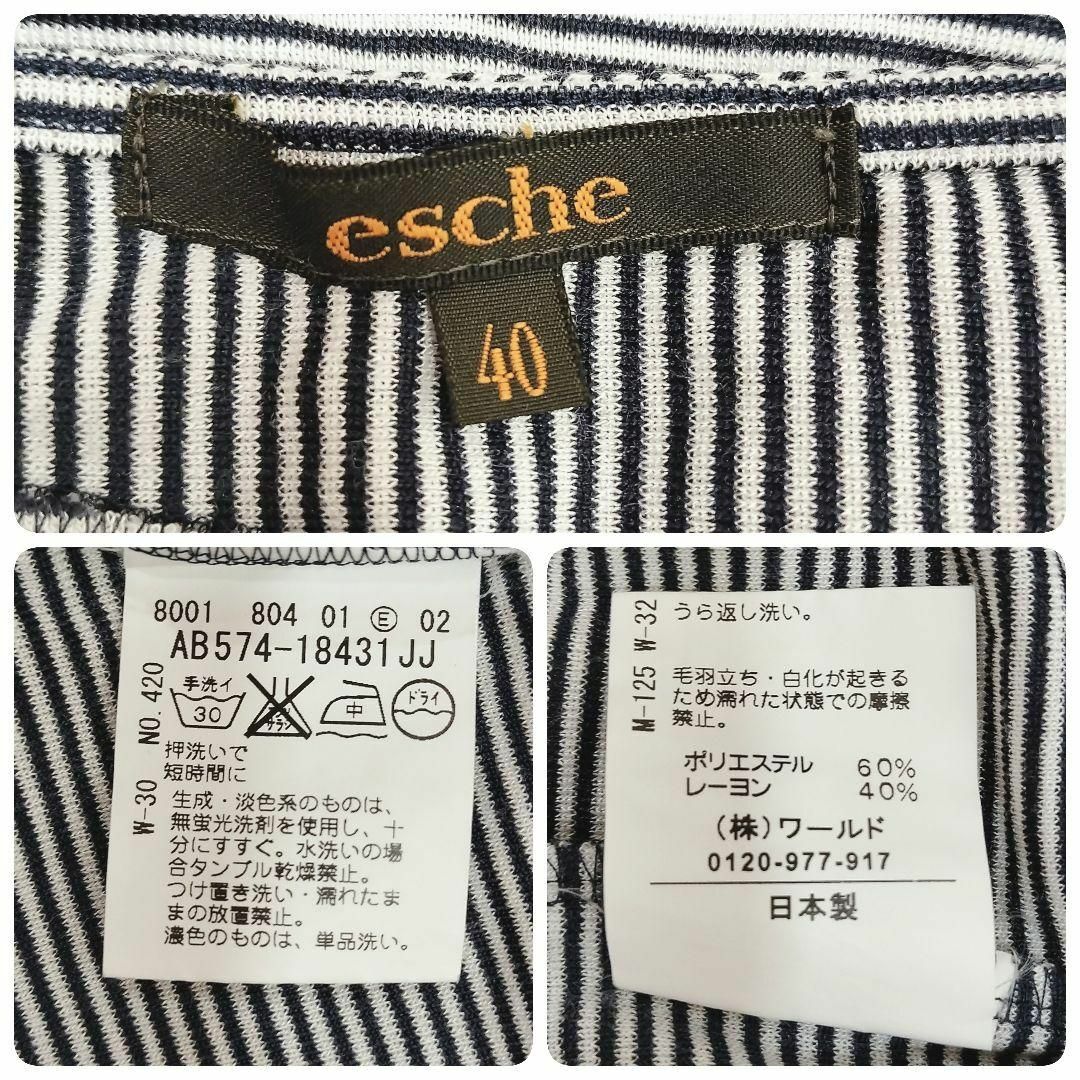 esche
40
8001 804 01 Ⓔ 02
AB574-18431JJ
手洗イ 30 サラシ 中 ドライ
W-30 NO.420
押洗いで
短時間に
生成・淡色系のものは、
無蛍光洗剤を使用し、十
分にすすぐ。水洗いの場
合タンブル乾燥禁止。
つけ置き洗い・濡れたま
まの放置禁止。
濃色のものは、単品洗い。
M-125 W-32
うら返し洗い。
毛羽立ち・白化が起きる
ため濡れた状態での摩擦
禁止。
ポリエステル 60%
レーヨン 40%
(株)ワールド
0120-977-917
日本製